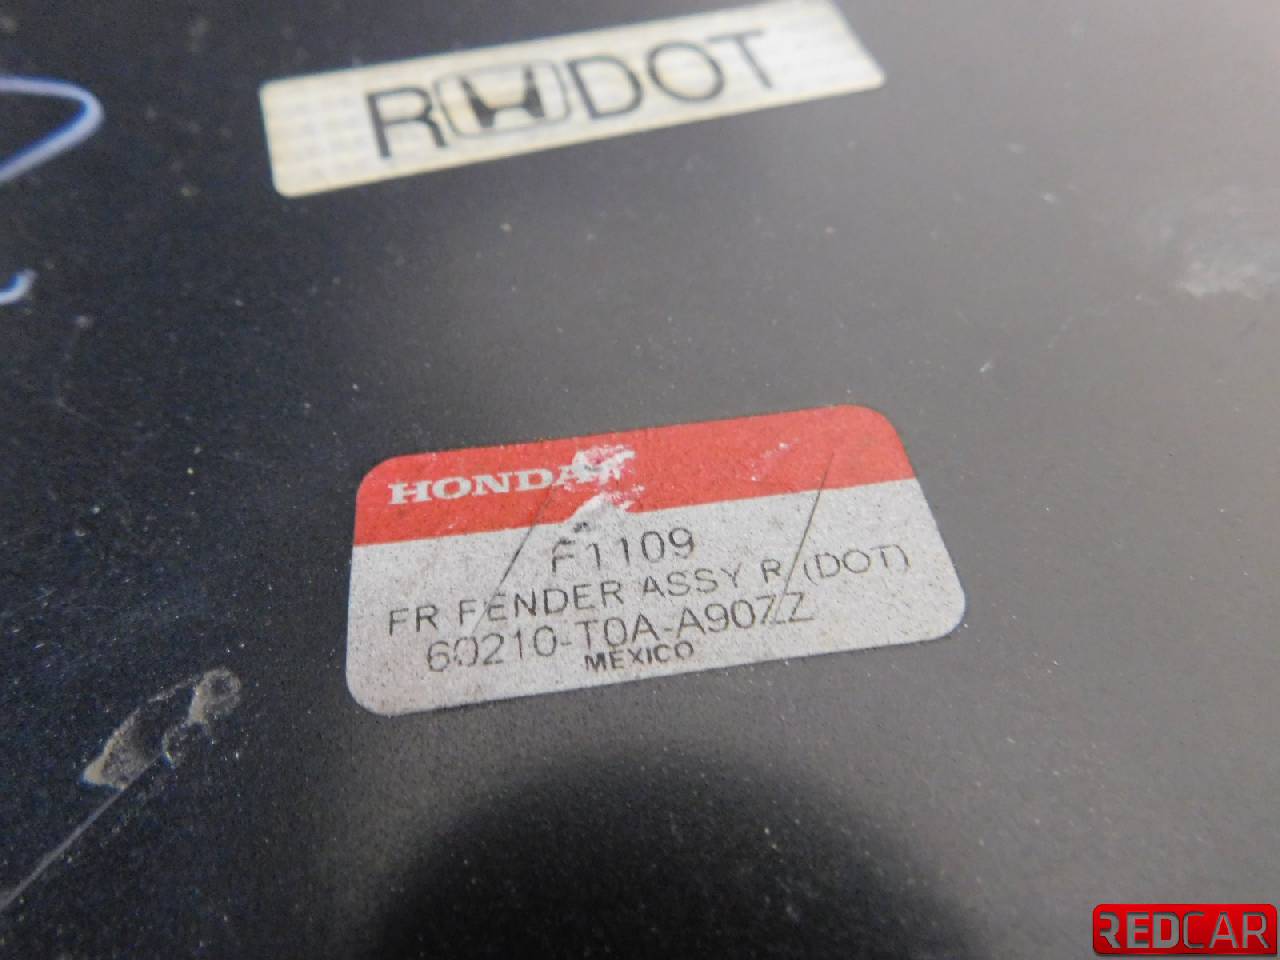 R DOT
HONDA
F1109
FR FENDER ASSY R (DOT)
60210-T0A-A90ZZ
MEXICO
REDCAR